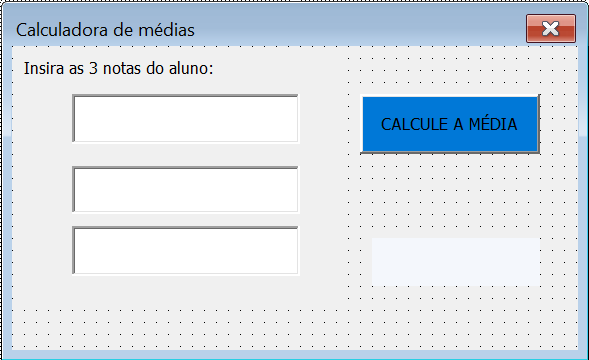 Calculadora de médias
Insira as 3 notas do aluno:
CALCULE A MÉDIA